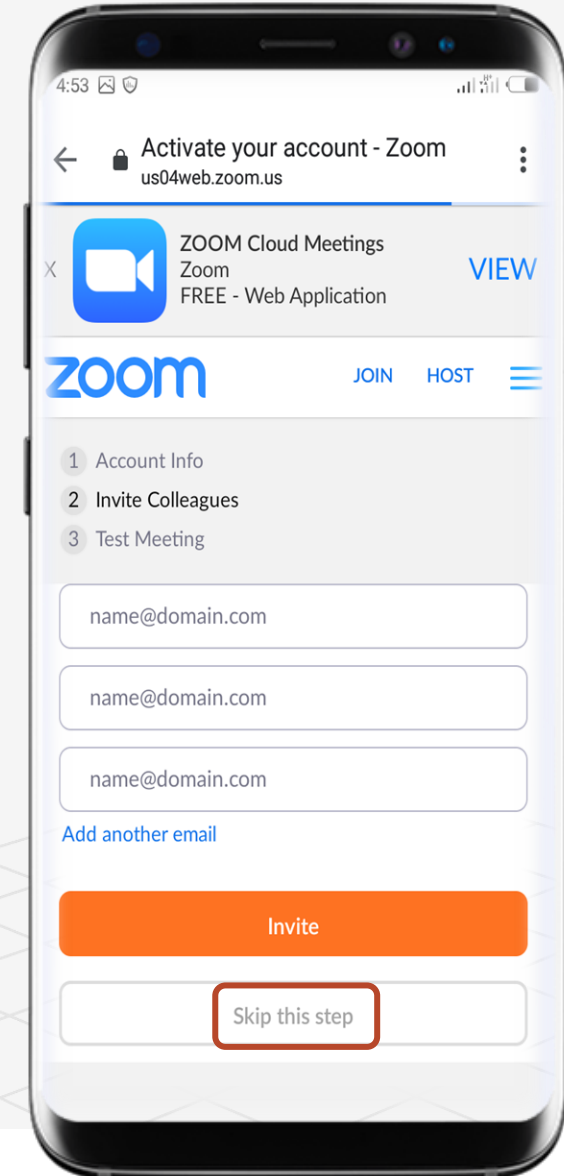 4:53
Activate your account - Zoom
us04web.zoom.us
X
ZOOM Cloud Meetings
Zoom
FREE - Web Application
VIEW
zoom
JOIN HOST
1 Account Info
2 Invite Colleagues
3 Test Meeting
name@domain.com
name@domain.com
name@domain.com
Add another email
Invite
Skip this step